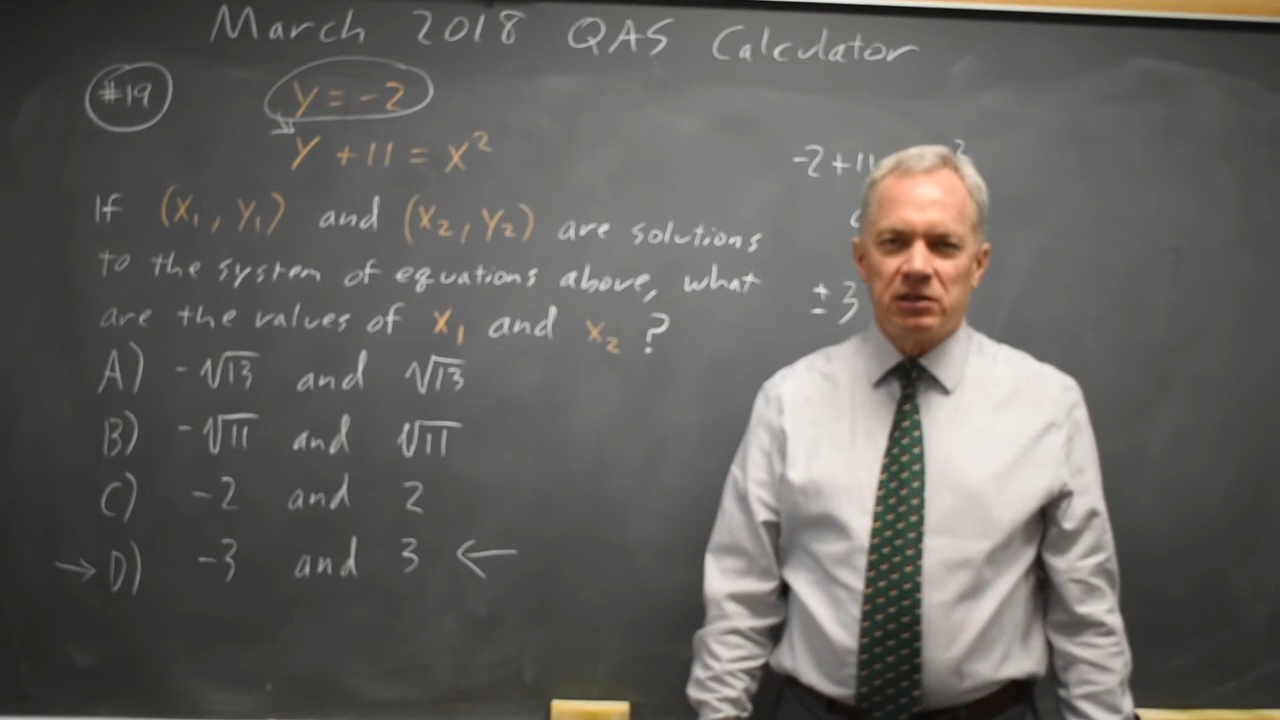 March 2018 QAS Calculator
#19
y = -2
y + 11 = x²
If (x₁, y₁) and (x₂, y₂) are solutions
to the system of equations above, what
are the values of x₁ and x₂ ?
A) -√13 and √13
B) -√11 and √11
C) -2 and 2
→ D) -3 and 3 ←
-2+11
± 3